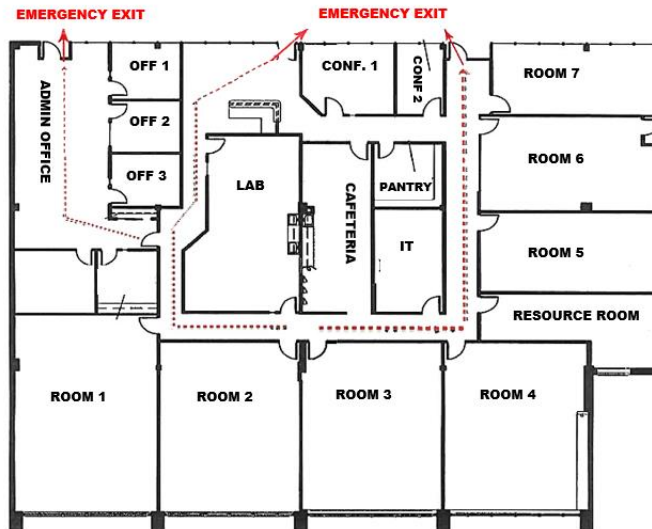 EMERGENCY EXIT
EMERGENCY EXIT
ADMIN OFFICE
OFF 1
OFF 2
OFF 3
CONF. 1
CONF 2
ROOM 7
ROOM 6
LAB
CAFETERIA
PANTRY
IT
ROOM 5
RESOURCE ROOM
ROOM 1
ROOM 2
ROOM 3
ROOM 4